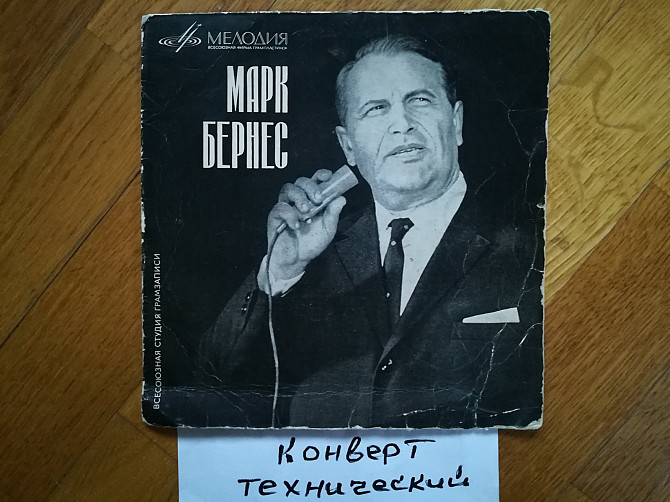 МЕЛОДИЯ
ВСЕСОЮЗНАЯ ФИРМА ГРАМПЛАСТИНОК
МАРК
БЕРНЕС
ВСЕСОЮЗНАЯ СТУДИЯ ГРАМЗАПИСИ
Конверт
технический